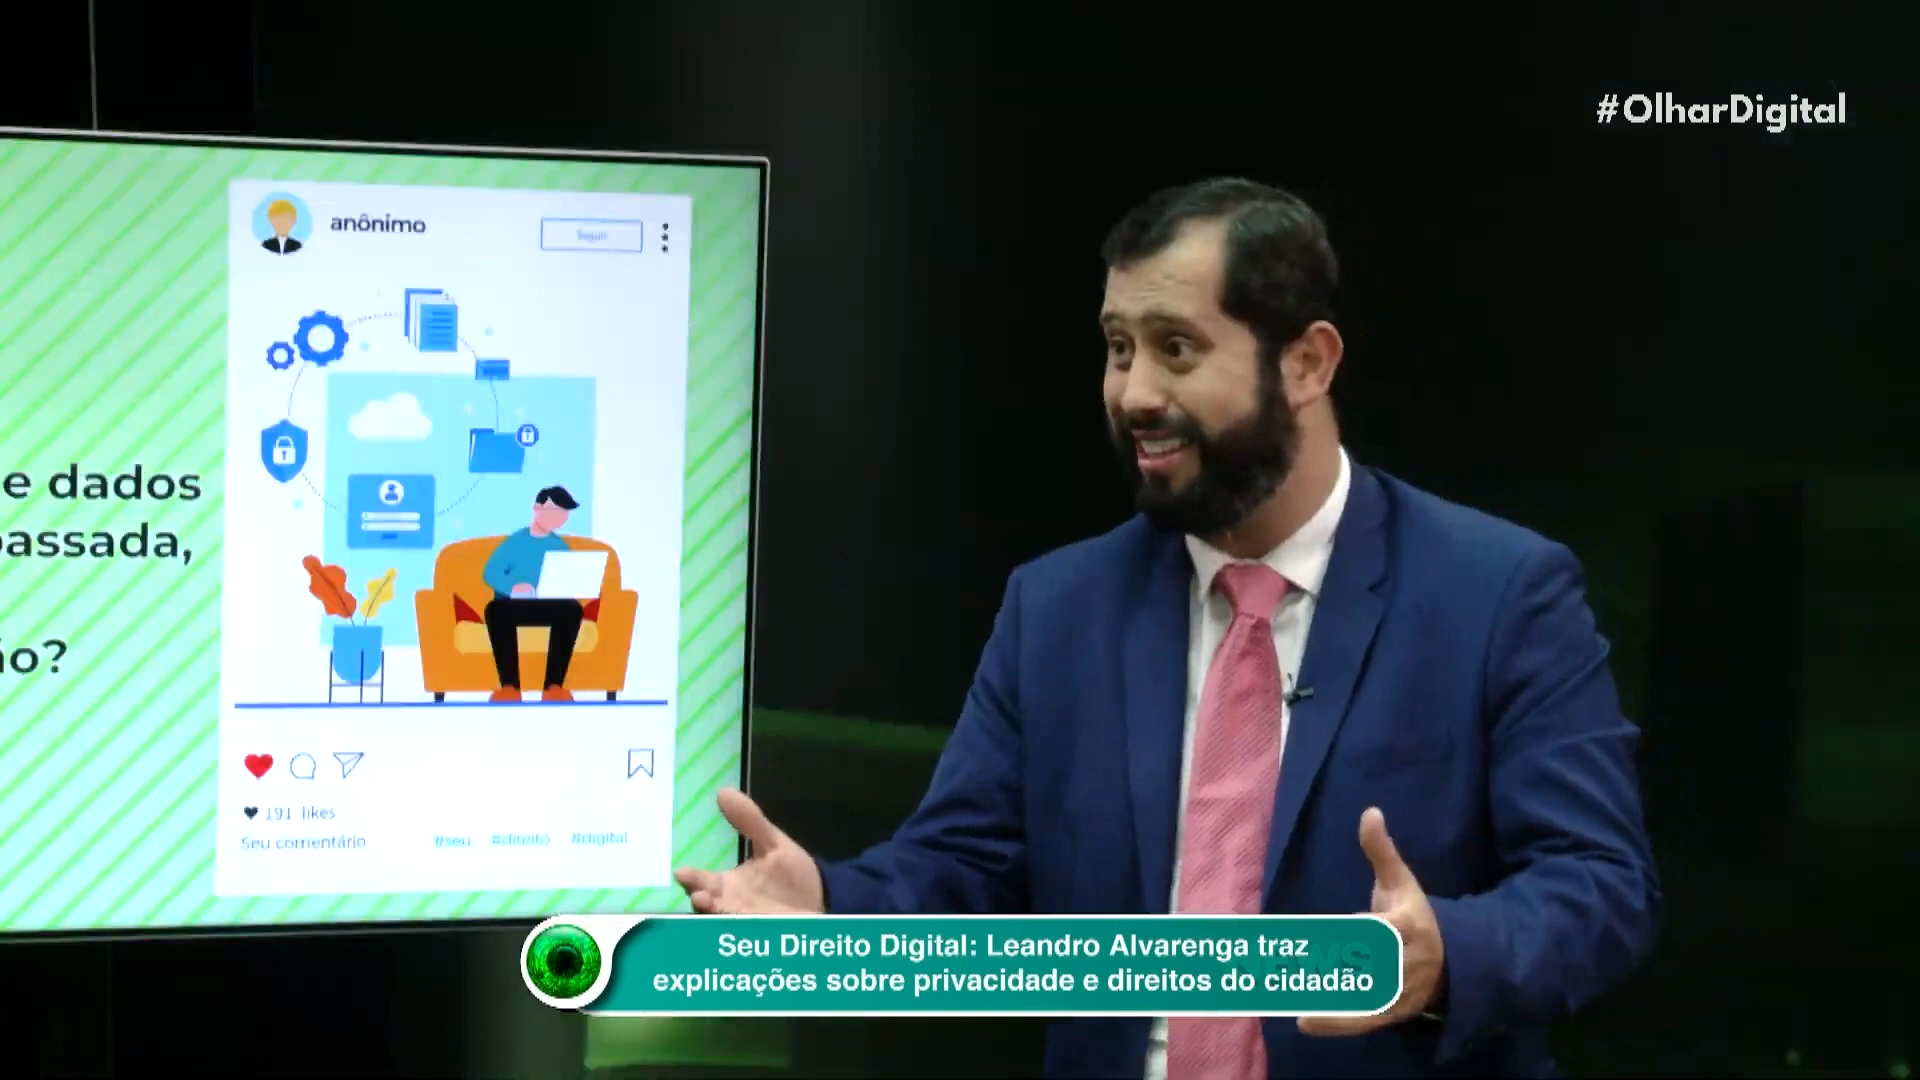 #OlharDigital
anônimo
Seguir
e dados
passada,
ão?
191 likes
Seu comentário #seu #direito #digital
Seu Direito Digital: Leandro Alvarenga traz
explicações sobre privacidade e direitos do cidadão